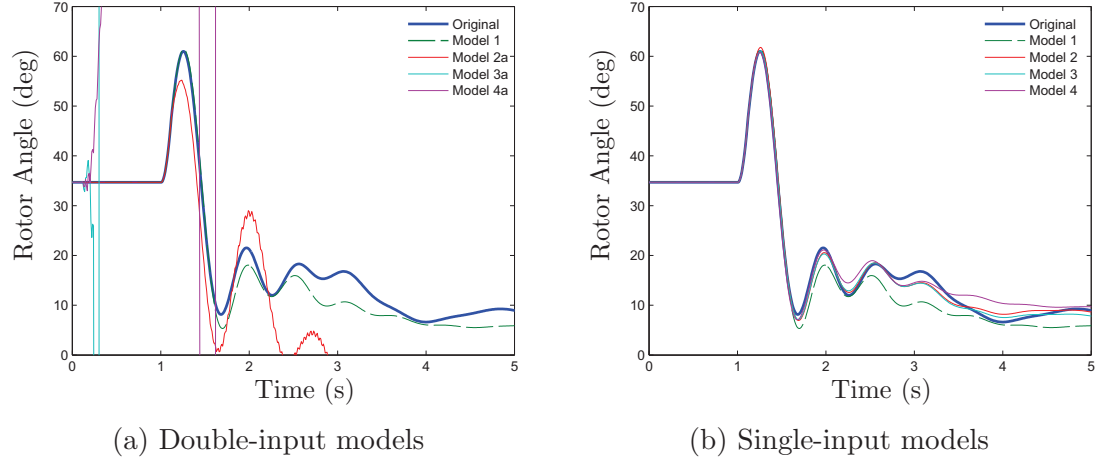 70
60
50
40
30
20
10
0
Rotor Angle (deg)
Original
Model 1
Model 2a
Model 3a
Model 4a
0 1 2 3 4 5
Time (s)
(a) Double-input models
70
60
50
40
30
20
10
0
Rotor Angle (deg)
Original
Model 1
Model 2
Model 3
Model 4
0 1 2 3 4 5
Time (s)
(b) Single-input models